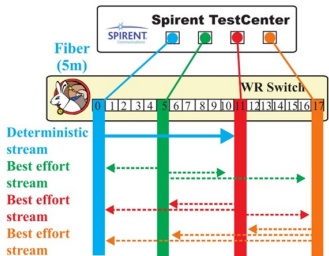 Spirent TestCenter
SPIRENT
Fiber
(5m)
WR Switch
0 1 2 3 4 5 6 7 8 9 10 11 12 13 14 15 16 17
Deterministic
stream
Best effort
stream
Best effort
stream
Best effort
stream